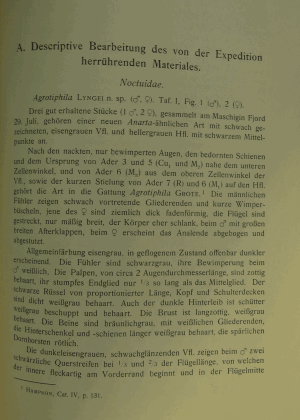 A. Descriptive Bearbeitung des von der Expedition
herrührenden Materiales.
Noctuidae.
Agrotiphila LYNGEI n. sp. (♂, ♀). Taf. I, Fig. 1 (♂), 2 (♀).
Drei gut erhaltene Stücke (1 ♂, 2 ♀), gesammelt am Maschigin Fjord
29. Juli, gehören einer neuen Anarta-ähnlichen Art mit schwach ge-
zeichneten, eisengrauen Vfl. und hellergrauen Hfl. mit schwarzem Mittel-
punkte an.
Nach den nackten, nur bewimperten Augen, den bedornten Schienen
und dem Ursprung von Ader 3 und 5 (Cu₁ und M₃) nahe dem unteren
Zellenwinkel, und von Ader 6 (M₁) aus dem oberen Zellenwinkel der
Vfl., sowie der kurzen Stielung von Ader 7 (R) und 6 (M₁) auf den Hfl.
gehört die Art in die Gattung Agrotiphila GROTE. ¹ Die männlichen
Fühler zeigen schwach vortretende Gliederenden und kurze Wimper-
büscheln, jene des ♀ sind ziemlich dick fadenförmig, die Flügel sind
gestreckt, nur mäßig breit, der Körper eher schlank, beim ♂ mit großen
breiten Afterklappen, beim ♀ erscheint das Analende abgebogen und
abgestutzt.
Allgemeinfärbung eisengrau, in geflogenem Zustand offenbar dunkler
erscheinend. Die Fühler sind schwarzgrau, ihre Bewimperung beim
♂ weißlich. Die Palpen, von circa 2 Augendurchmesserlänge, sind zottig
behaart, ihr stumpfes Endglied nur ¹/₃ so lang als das Mittelglied. Der
schwarze Rüssel von proportionierter Länge, Kopf und Schulterdecken
sind dicht weißgrau behaart. Auch der dunkle Hinterleib ist schütter
weißgrau beschuppt und behaart. Die Brust ist langzottig, weißgrau
behaart. Die Beine sind bräunlichgrau, mit weißlichen Gliederenden,
die Hinterschenkel und -schienen länger weißgrau behaart, die spärlichen
Dornborsten rötlich.
Die dunkeleisengrauen, schwachglänzenden Vfl. zeigen beim ♂ zwei
schwärzliche Querstreifen bei ¹/₃ und ²/₃ der Flügellänge, von welchen
der innere fleckartig am Vorderrand beginnt und in der Flügelmitte
¹ HAMPSON, Cat. IV, p. 131.